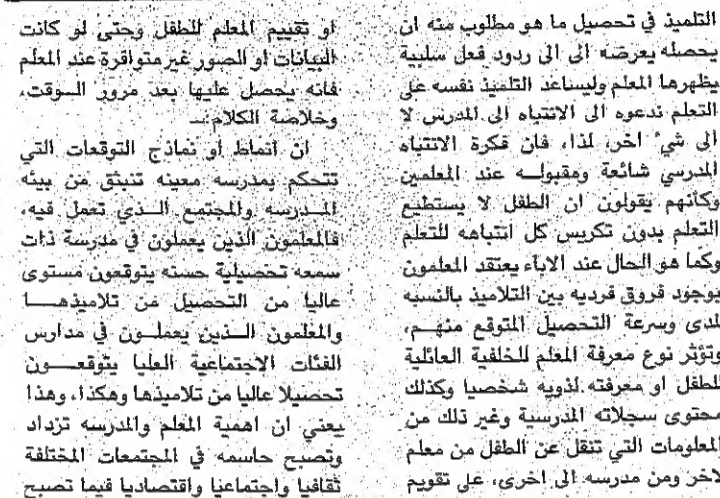 التلميذ في تحصيل ما هو مطلوب منه ان
يحصله يعرضه الى الى ردود فعل سلبية
يظهرها المعلم وليساعد التلميذ نفسه على
التعلم ندعوه الى الانتباه الى المدرس لا
الى شيء اخر، لذا، فان فكرة الانتباه
المدرسي شائعة ومقبوله عند المعلمين
وكأنهم يقولون ان الطفل لا يستطيع
التعلم بدون تكريس كل انتباهه للتعلم
وكما هو الحال عند الاباء يعتقد المعلمون
بوجود فروق فرديه بين التلاميذ بالنسبه
لمدى وسرعة التحصيل المتوقع منهم،
وتؤثر نوع معرفة المعلم للخلفية العائلية
للطفل او معرفته لذويه شخصيا وكذلك
محتوى سجلاته المدرسية وغير ذلك من
المعلومات التي تنقل عن الطفل من معلم
لاخر ومن مدرسه الى اخرى، على تقويم
او تقييم المعلم للطفل وحتى لو كانت
البيانات او الصور غير متوافرة عند المعلم
فانه يحصل عليها بعد مرور الوقت،
وخلاصة الكلام:ـ
ان انماط او نماذج التوقعات التي
تتحكم بمدرسه معينه تنبثق من بيئه
المدرسه والمجتمع الذي تعمل فيه،
فالمعلمون الذين يعملون في مدرسة ذات
سمعه تحصيلية حسنه يتوقعون مستوى
عاليا من التحصيل من تلاميذها
والمعلمون الذين يعملون في مدارس
الفئات الاجتماعية العليا يتوقعون
تحصيلا عاليا من تلاميذها وهكذا، وهذا
يعني ان اهمية المعلم والمدرسه تزداد
وتصبح حاسمه في المجتمعات المختلفة
ثقافيا واجتماعيا واقتصاديا فيما تصبح